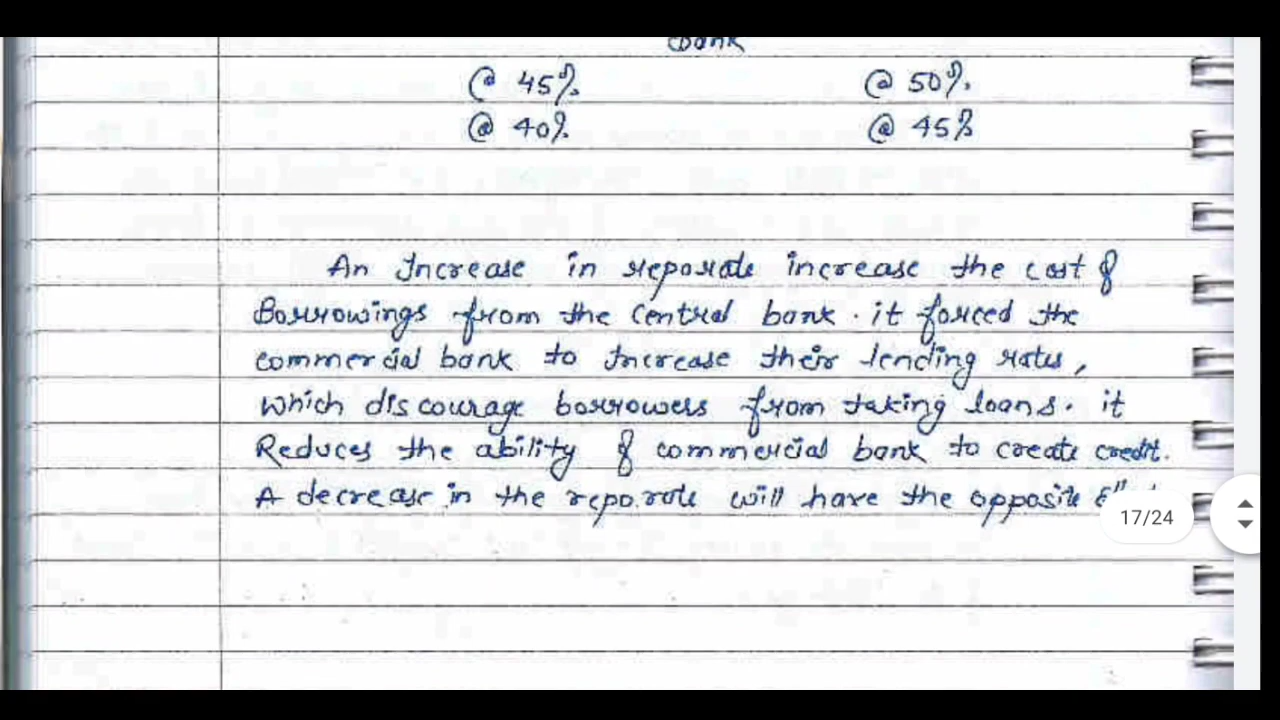 bank
@ 45% @ 50%.
@ 40% @ 45%
An Increase in reporate increase the cost of
Borrowings from the central bank. it forced the
commercial bank to Increase their lending rates,
which discourage borrowers from taking loans. it
Reduces the ability of commercial bank to create credit.
A decrease in the repo.rate will have the opposite
17/24